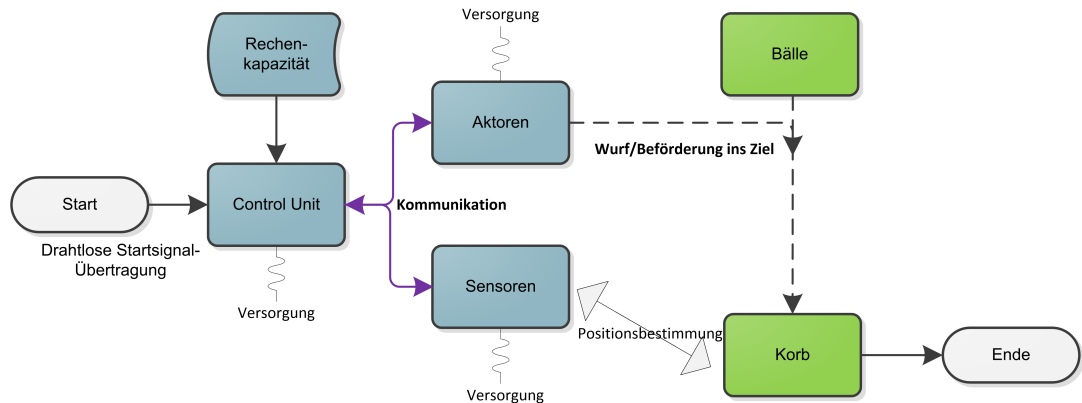 Versorgung
Rechen-
kapazität
Bälle
Aktoren
Wurf/Beförderung ins Ziel
Start
Control Unit
Kommunikation
Drahtlose Startsignal-
Übertragung
Sensoren
Versorgung
Positionsbestimmung
Korb
Ende
Versorgung